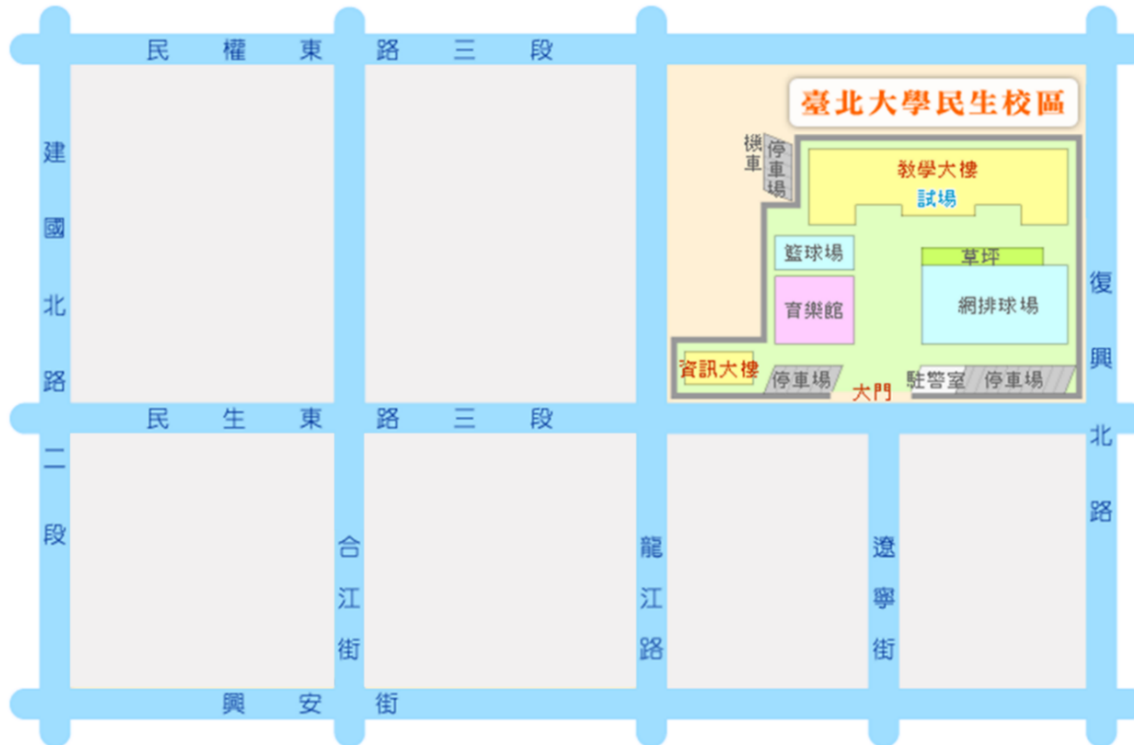 民權東路三段
臺北大學民生校區
建國北路二段
機車
停車場
教學大樓
試場
籃球場
草坪
育樂館
網排球場
復興北路
資訊大樓
停車場
大門
駐警室
停車場
民生東路三段
合江街
龍江路
遼寧街
興安街